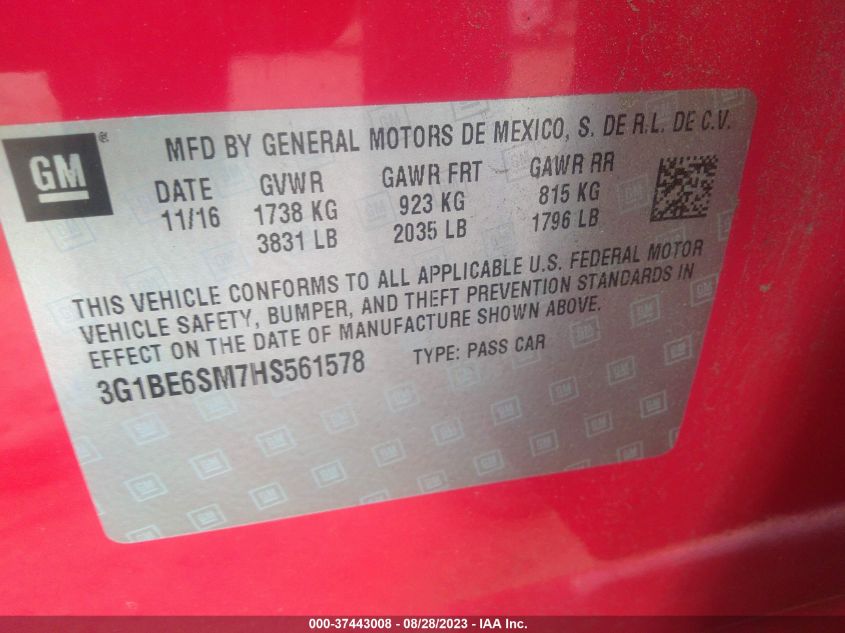 GM ® MFD BY GENERAL MOTORS DE MEXICO, S. DE R.L. DE C.V.
DATE GVWR GAWR FRT GAWR RR
11/16 1738 KG 923 KG 815 KG
3831 LB 2035 LB 1796 LB
THIS VEHICLE CONFORMS TO ALL APPLICABLE U.S. FEDERAL MOTOR
VEHICLE SAFETY, BUMPER, AND THEFT PREVENTION STANDARDS IN
EFFECT ON THE DATE OF MANUFACTURE SHOWN ABOVE.
3G1BE6SM7HS561578 TYPE: PASS CAR
000-37443008 - 08/28/2023 - IAA Inc.